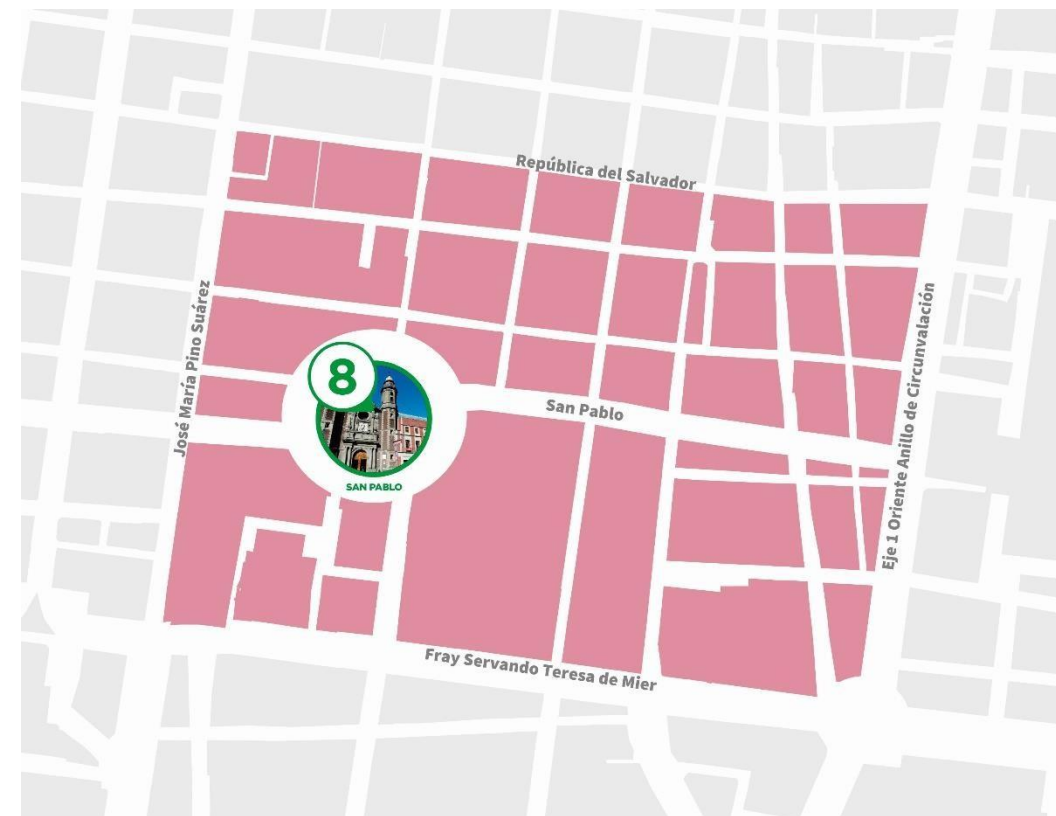 República del Salvador
José María Pino Suárez
8
SAN PABLO
San Pablo
Eje 1 Oriente Anillo de Circunvalación
Fray Servando Teresa de Mier